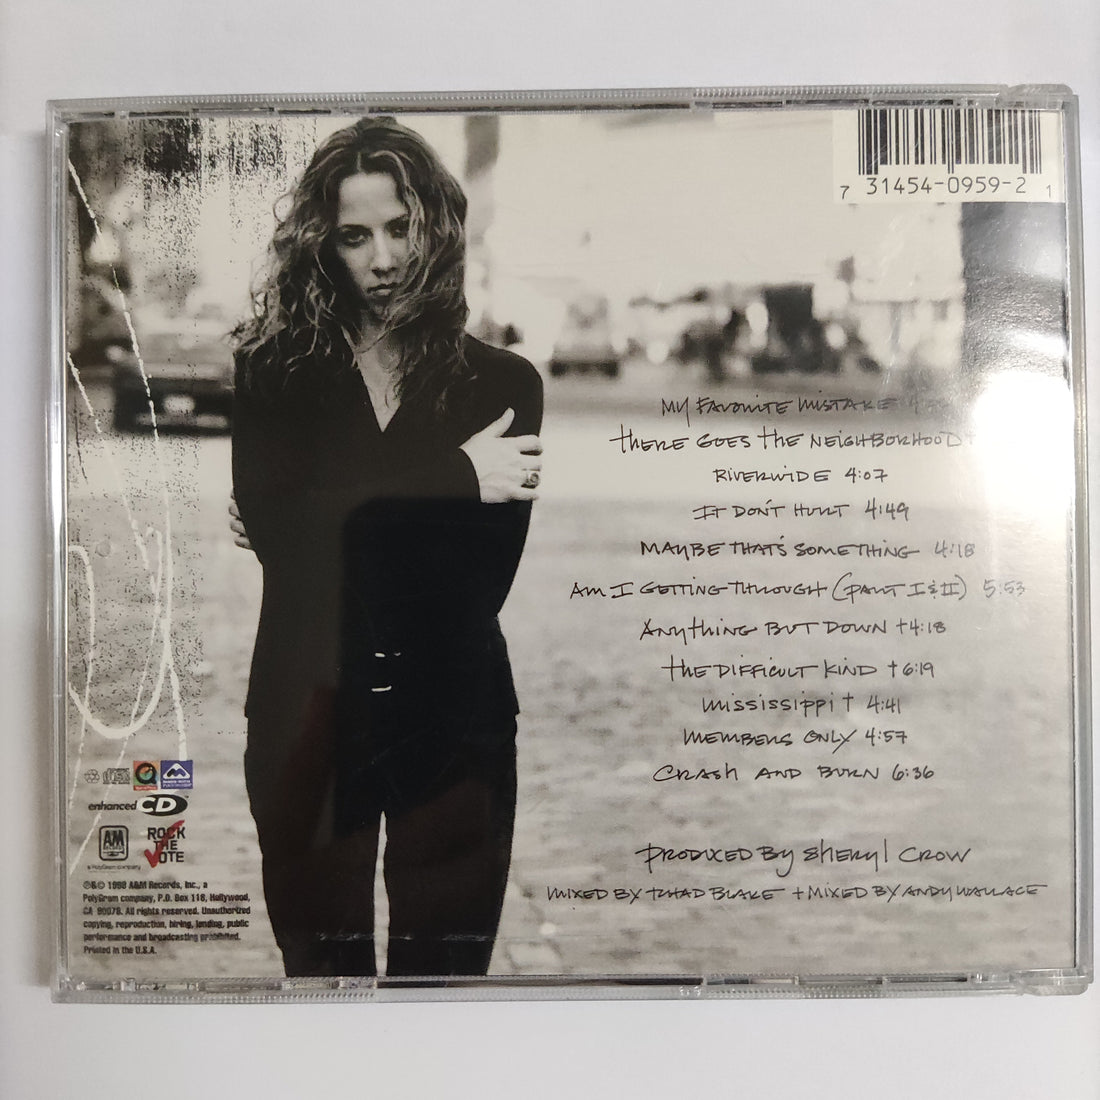 7 31454-0959-2 1
MY FAVORITE MISTAKE
tHERE GOES tHE NEIGHBORHOOD†
RIVERWIDE 4:07
IT DON'T HURT 4:49
MAYBE THAT'S SOMETHING 4:18
AM I GETTING THROUGH (PART I & II) 5:53
ANYthING BUT DOWN †4:18
tHE DIFFICULT KIND †6:19
Mississippi † 4:41
MEMBERS ONLY 4:57
CRASh AND BURN 6:36
PRODUCED BY SHERYL CROW
MIXED BY TCHAD BLAKE † MIXED BY ANDY WALLACE
enhanced CD
AM
ROCK
THE
VOTE
a PolyGram company
℗&© 1998 A&M Records, Inc., a
PolyGram company, P.O. Box 118, Hollywood,
CA 90078. All rights reserved. Unauthorized
copying, reproduction, hiring, lending, public
performance and broadcasting prohibited.
Printed in the U.S.A.